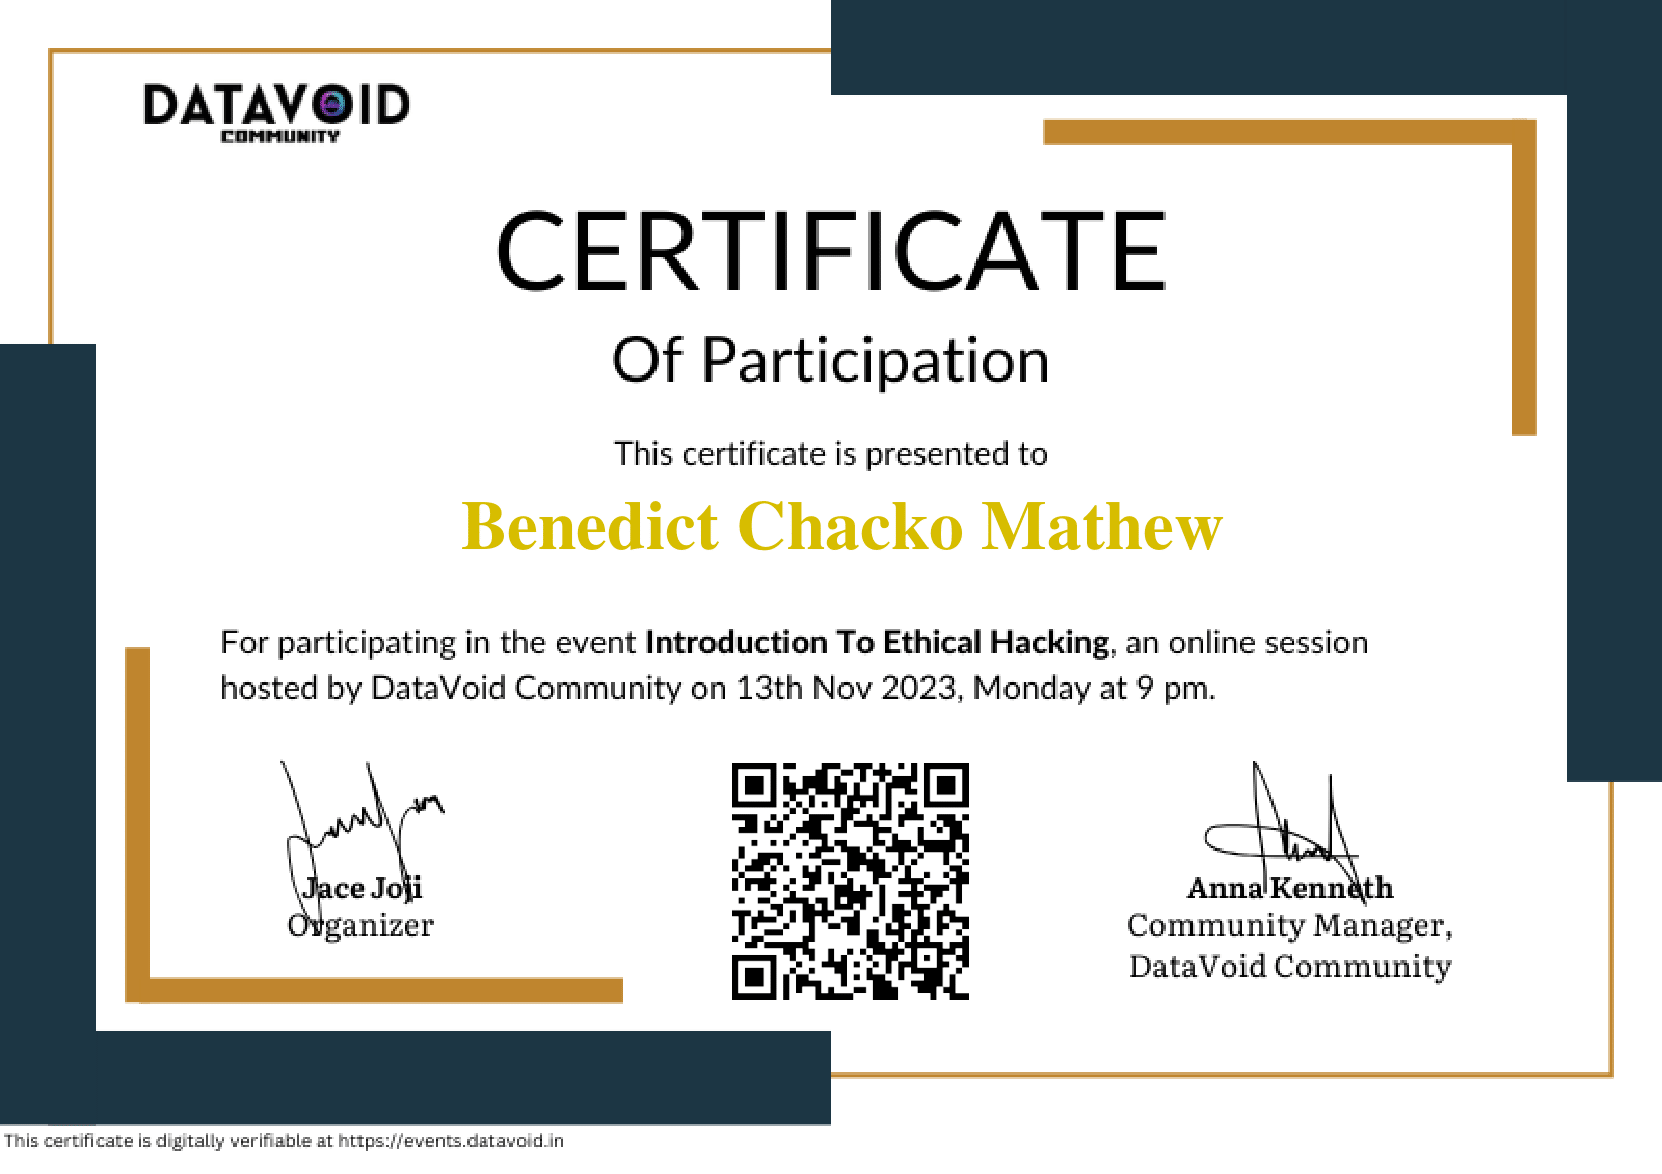 DATAVOID
COMMUNITY
CERTIFICATE
Of Participation
This certificate is presented to
Benedict Chacko Mathew
For participating in the event Introduction To Ethical Hacking, an online session
hosted by DataVoid Community on 13th Nov 2023, Monday at 9 pm.
Jace Joji
Organizer
Anna Kenneth
Community Manager,
DataVoid Community
This certificate is digitally verifiable at https://events.datavoid.in